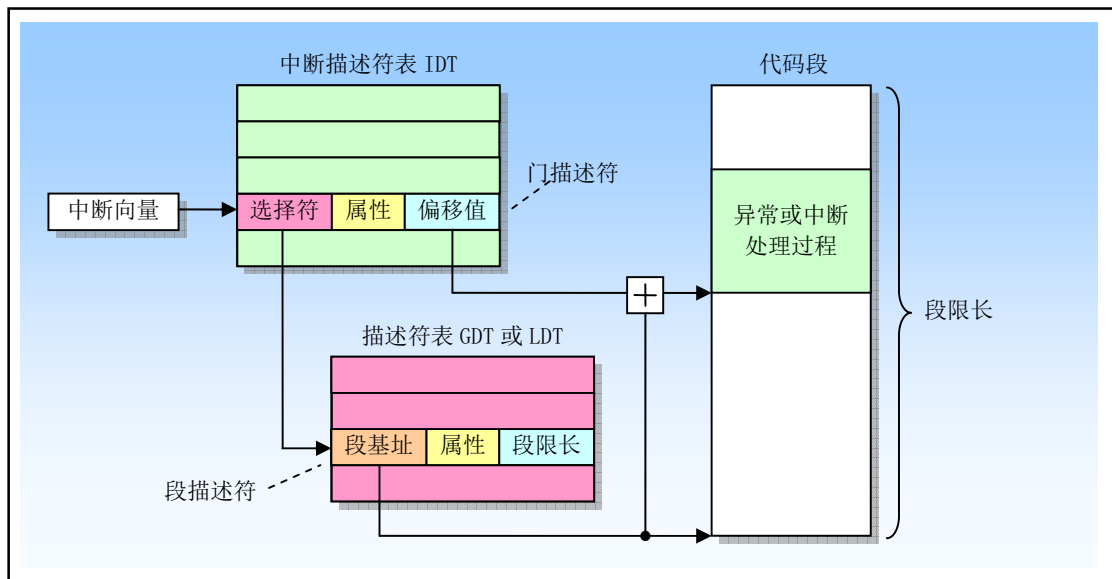 中断描述符表 IDT
代码段
门描述符
中断向量
选择符
属性
偏移值
异常或中断
处理过程
段限长
描述符表 GDT 或 LDT
段基址
属性
段限长
段描述符